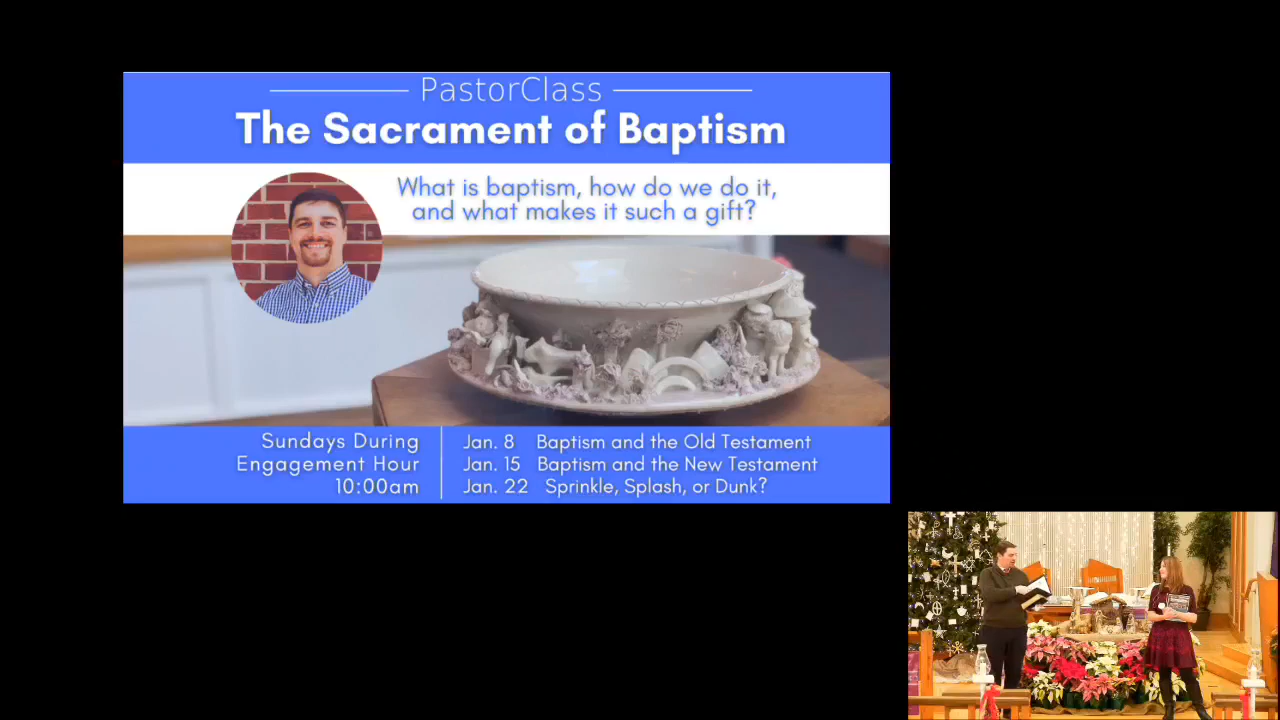 PastorClass
The Sacrament of Baptism
What is baptism, how do we do it,
and what makes it such a gift?
Sundays During
Engagement Hour
10:00am
Jan. 8 Baptism and the Old Testament
Jan. 15 Baptism and the New Testament
Jan. 22 Sprinkle, Splash, or Dunk?